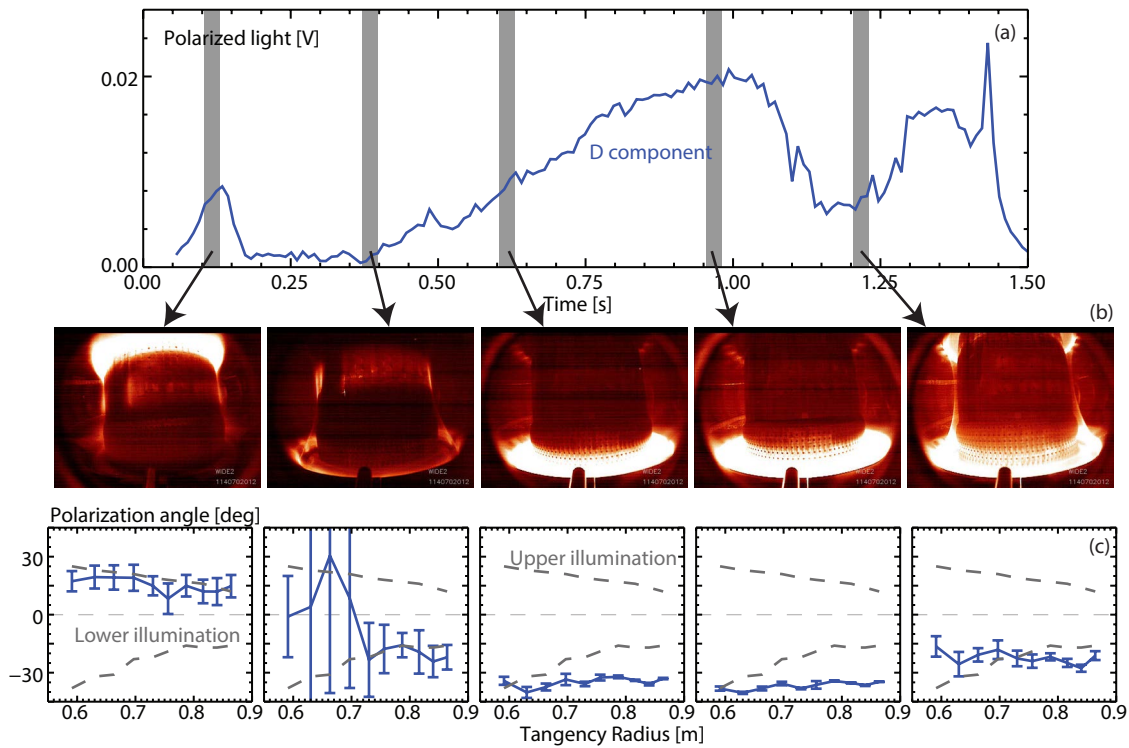 Polarized light [V]
(a)
0.02
D component
0.00
0.00 0.25 0.50 0.75 1.00 1.25 1.50
Time [s]
(b)
WIDE2 WIDE2 WIDE2 WIDE2 WIDE2
1140702012 1140702012 1140702012 1140702012 1140702012
Polarization angle [deg]
(c)
30
Upper illumination
0
Lower illumination
−30
0.6 0.7 0.8 0.9 0.6 0.7 0.8 0.9 0.6 0.7 0.8 0.9 0.6 0.7 0.8 0.9 0.6 0.7 0.8 0.9
Tangency Radius [m]